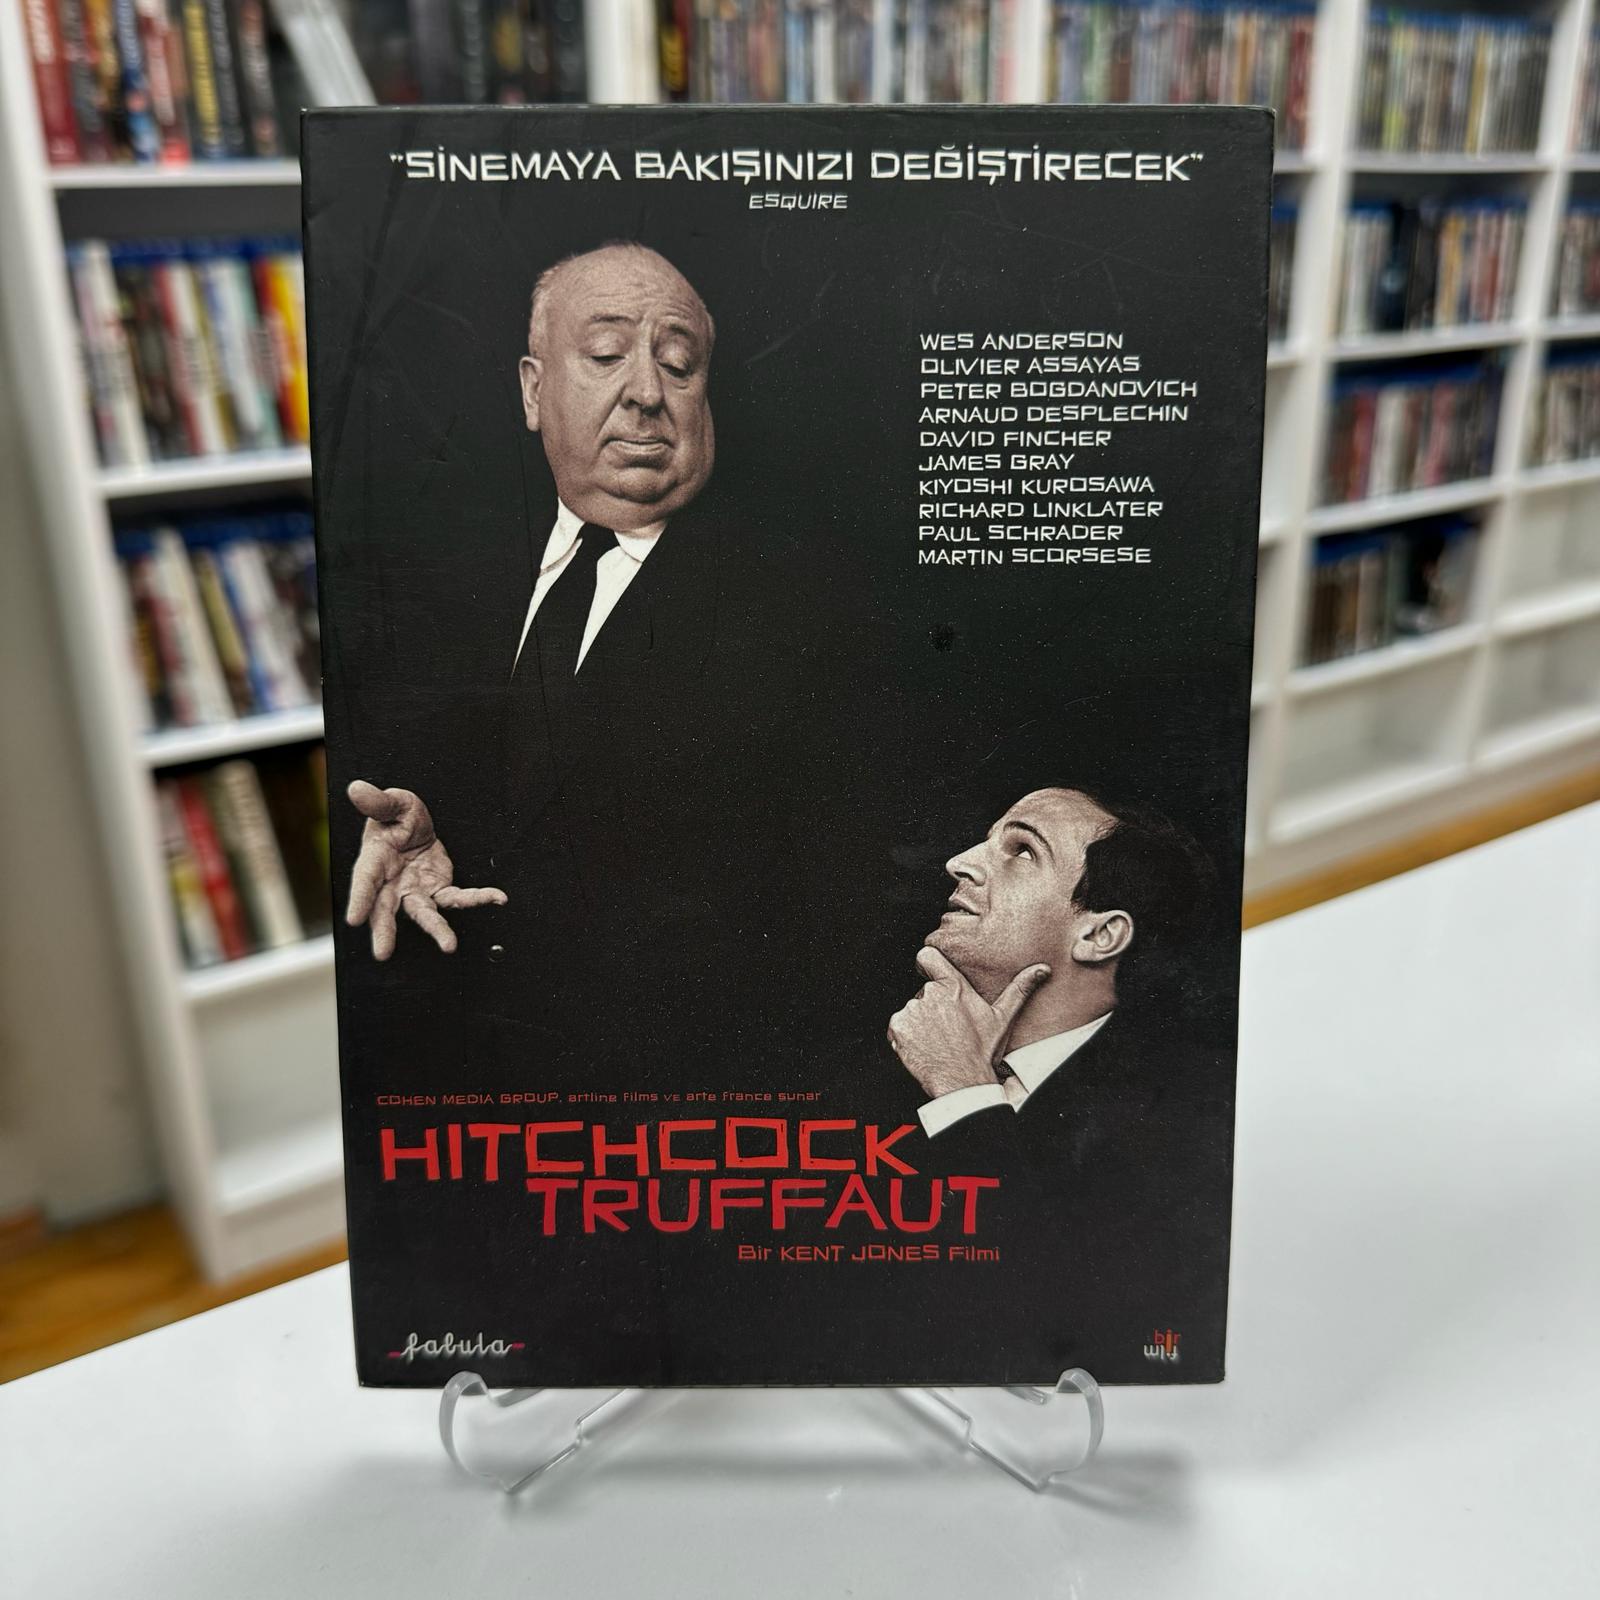 "SİNEMAYA BAKIŞINIZI DEĞİŞTİRECEK"
ESQUIRE
WES ANDERSON
OLIVIER ASSAYAS
PETER BOGDANOVICH
ARNAUD DESPLECHIN
DAVID FINCHER
JAMES GRAY
KIYOSHI KUROSAWA
RICHARD LINKLATER
PAUL SCHRADER
MARTIN SCORSESE
COHEN MEDIA GROUP, artline films VE arte france sunar
HITCHCOCK
TRUFFAUT
Bir KENT JONES Filmi
fabula
bir
film